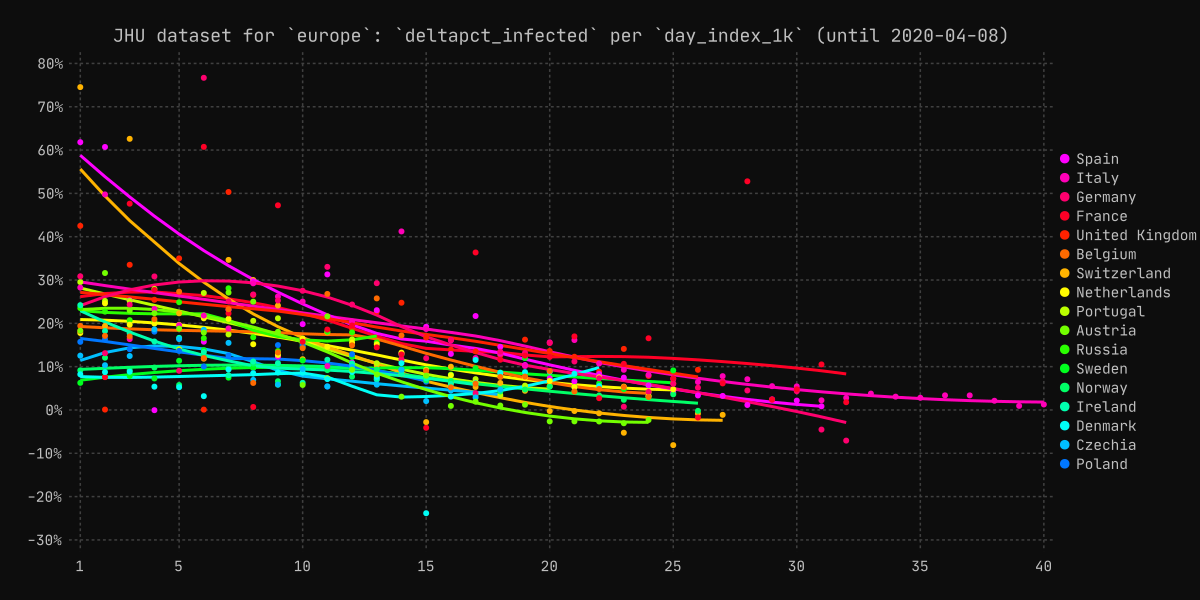 JHU dataset for `europe`: `deltapct_infected` per `day_index_1k` (until 2020-04-08)
80%
70%
60%
50%
40%
30%
20%
10%
0%
-10%
-20%
-30%
1 5 10 15 20 25 30 35 40
Spain
Italy
Germany
France
United Kingdom
Belgium
Switzerland
Netherlands
Portugal
Austria
Russia
Sweden
Norway
Ireland
Denmark
Czechia
Poland